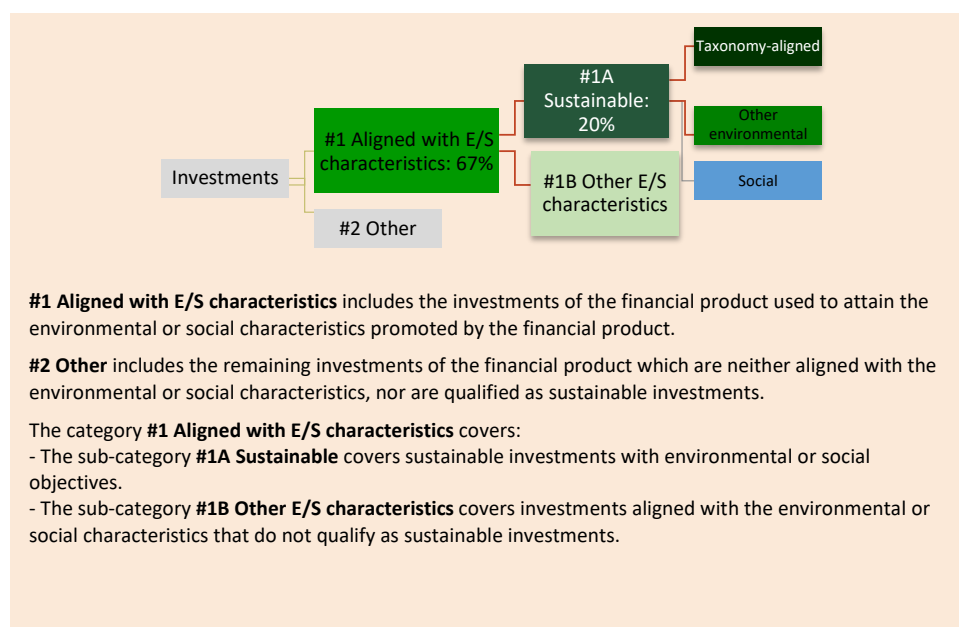 Taxonomy-aligned
#1A
Sustainable:
20%
Other
environmental
#1 Aligned with E/S
characteristics: 67%
Investments
#1B Other E/S
characteristics
Social
#2 Other
#1 Aligned with E/S characteristics includes the investments of the financial product used to attain the
environmental or social characteristics promoted by the financial product.
#2 Other includes the remaining investments of the financial product which are neither aligned with the
environmental or social characteristics, nor are qualified as sustainable investments.
The category #1 Aligned with E/S characteristics covers:
- The sub-category #1A Sustainable covers sustainable investments with environmental or social
objectives.
- The sub-category #1B Other E/S characteristics covers investments aligned with the environmental or
social characteristics that do not qualify as sustainable investments.